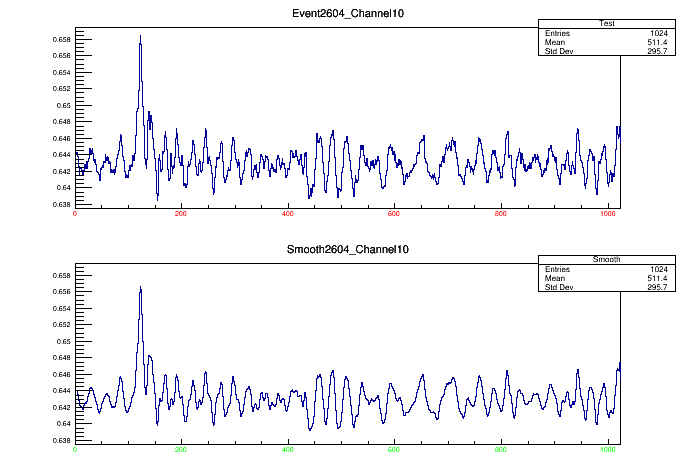 Event2604_Channel10
Test
Entries 1024
Mean 511.4
Std Dev 295.7
0.658
0.656
0.654
0.652
0.65
0.648
0.646
0.644
0.642
0.64
0.638
0 200 400 600 800 1000
Smooth2604_Channel10
Smooth
Entries 1024
Mean 511.4
Std Dev 295.7
0.658
0.656
0.654
0.652
0.65
0.648
0.646
0.644
0.642
0.64
0.638
0 200 400 600 800 1000